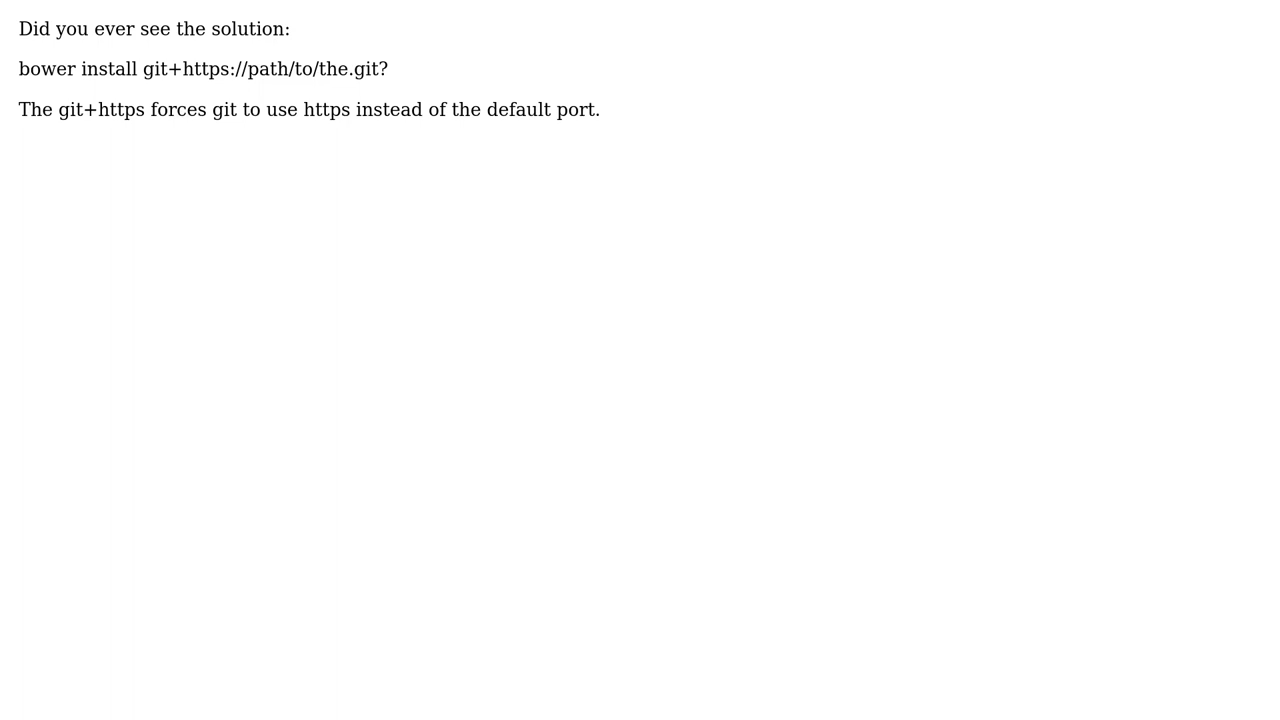 Did you ever see the solution:
bower install git+https://path/to/the.git?
The git+https forces git to use https instead of the default port.